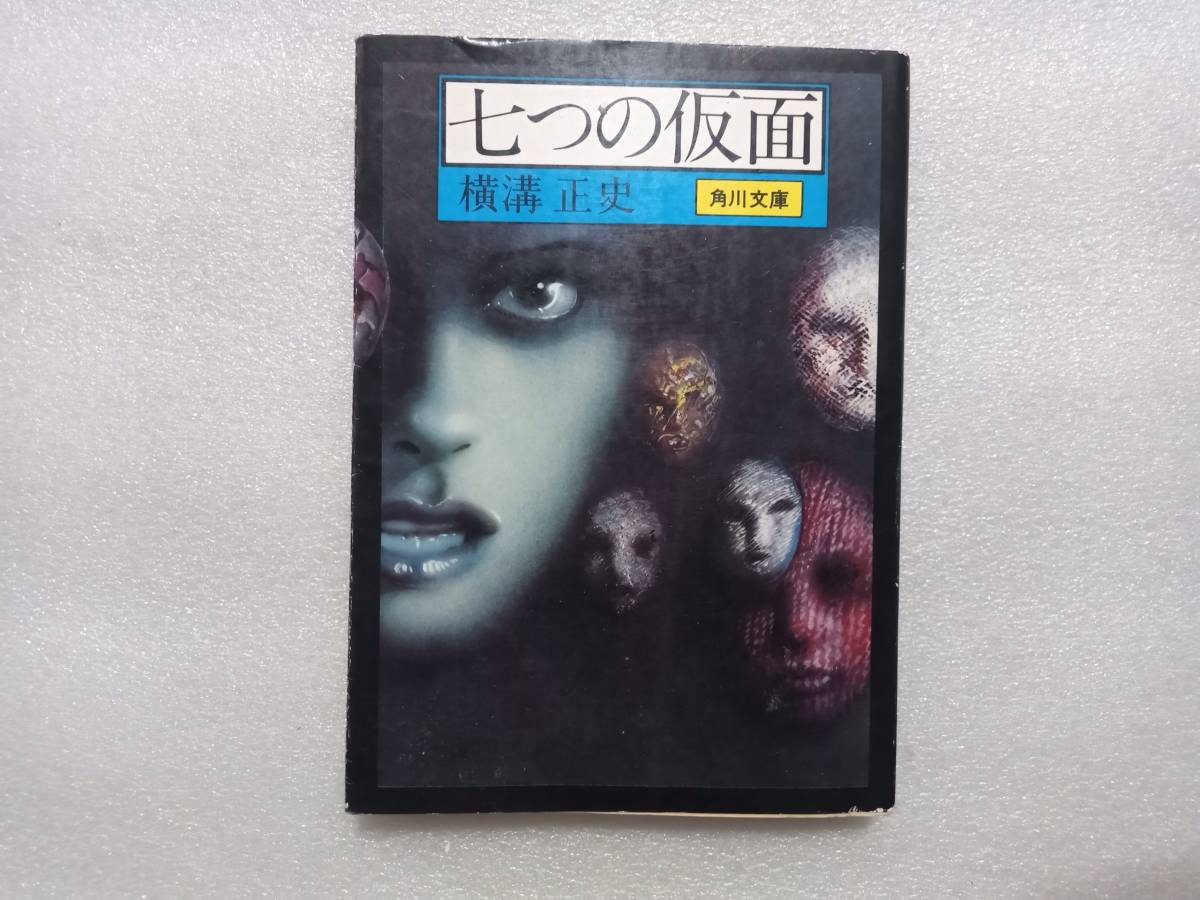 七つの仮面
横溝 正史
角川文庫